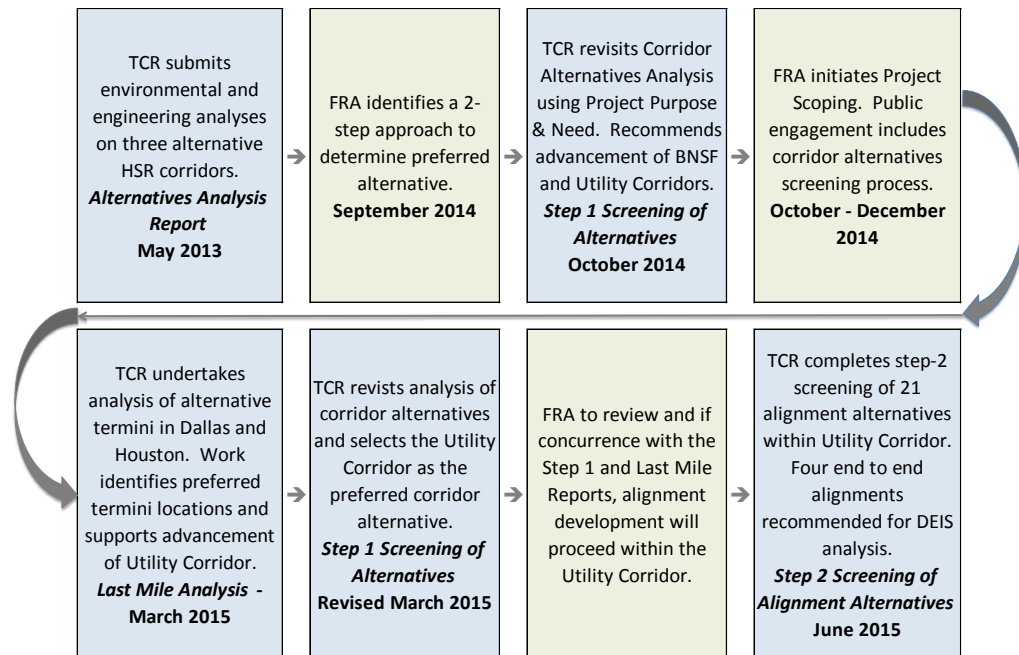 TCR submits
environmental and
engineering analyses
on three alternative
HSR corridors.
Alternatives Analysis
Report
May 2013
FRA identifies a 2-
step approach to
determine preferred
alternative.
September 2014
TCR revisits Corridor
Alternatives Analysis
using Project Purpose
& Need.  Recommends
advancement of BNSF
and Utility Corridors.
Step 1 Screening of
Alternatives
October 2014
FRA initiates Project
Scoping.  Public
engagement includes
corridor alternatives
screening process.
October - December
2014
TCR undertakes
analysis of alternative
termini in Dallas and
Houston.  Work
identifies preferred
termini locations and
supports advancement
of Utility Corridor.
Last Mile Analysis -
March 2015
TCR revists analysis of
corridor alternatives
and selects the Utility
Corridor as the
preferred corridor
alternative.
Step 1 Screening of
Alternatives
Revised March 2015
FRA to review and if
concurrence with the
Step 1 and Last Mile
Reports, alignment
development will
proceed within the
Utility Corridor.
TCR completes step-2
screening of 21
alignment alternatives
within Utility Corridor.
Four end to end
alignments
recommended for DEIS
analysis.
Step 2 Screening of
Alignment Alternatives
June 2015